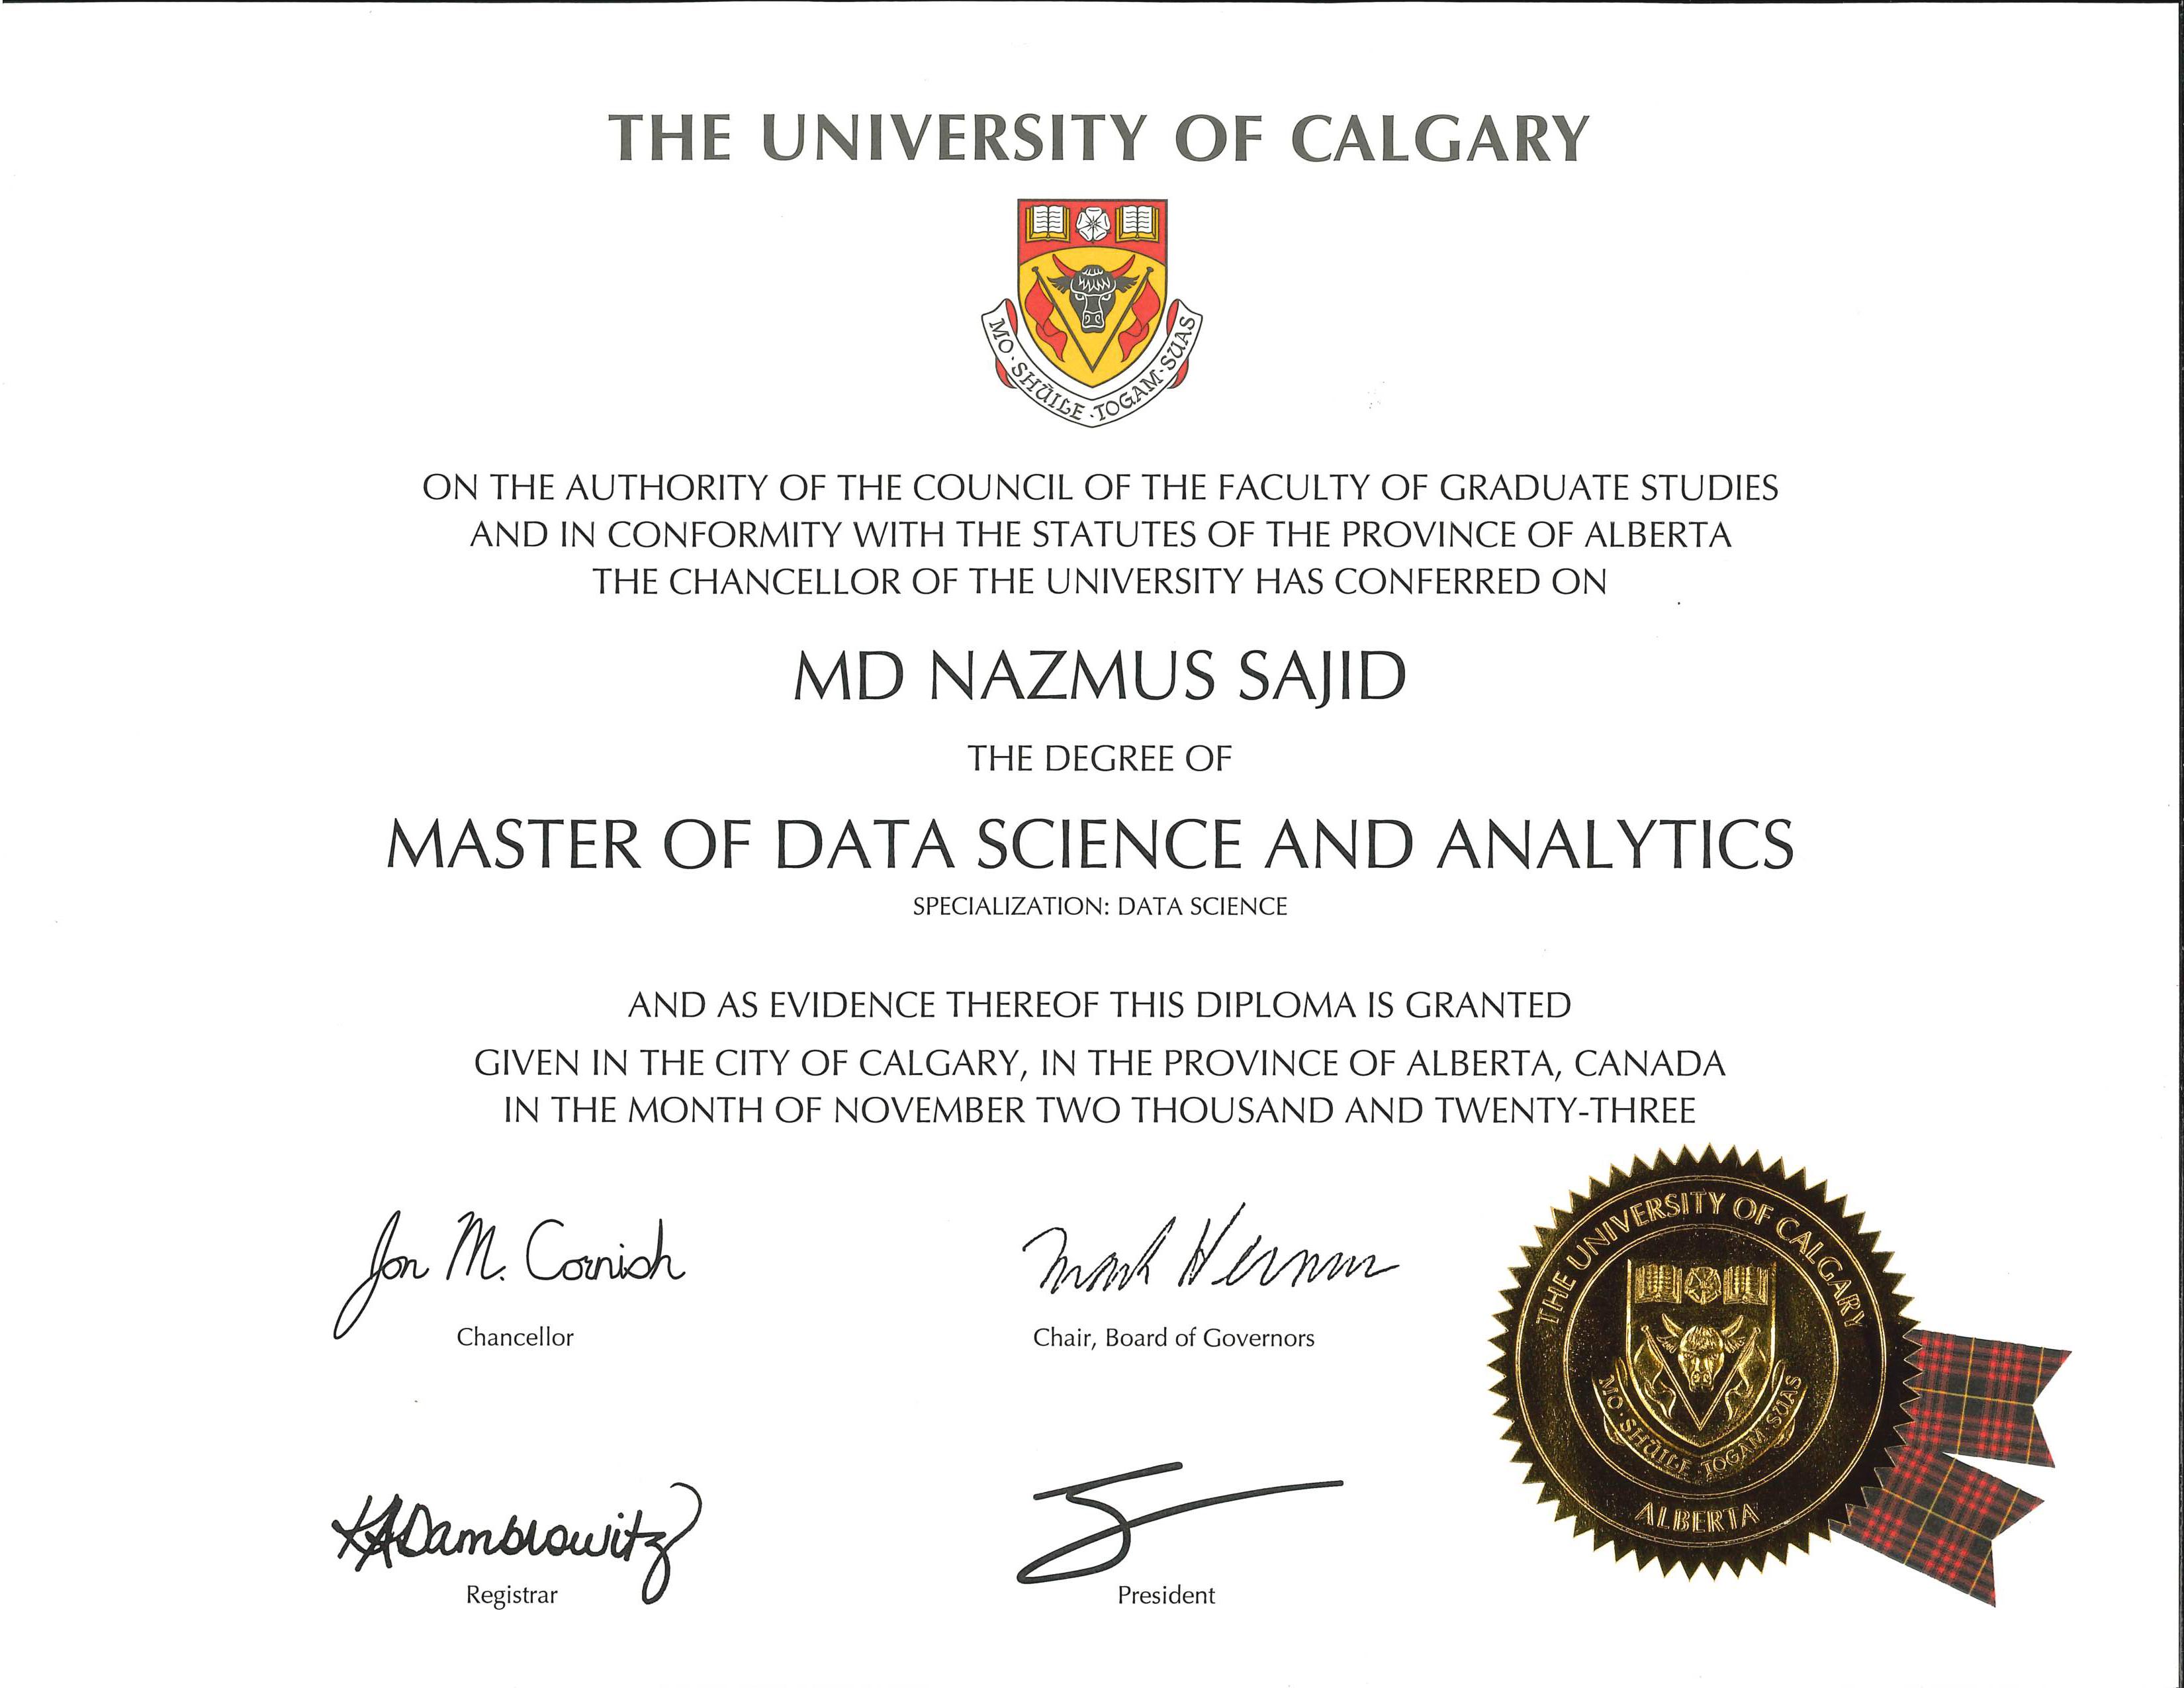 THE UNIVERSITY OF CALGARY
MO · SHÙILE · TOGAM · SUAS
ON THE AUTHORITY OF THE COUNCIL OF THE FACULTY OF GRADUATE STUDIES
AND IN CONFORMITY WITH THE STATUTES OF THE PROVINCE OF ALBERTA
THE CHANCELLOR OF THE UNIVERSITY HAS CONFERRED ON
MD NAZMUS SAJID
THE DEGREE OF
MASTER OF DATA SCIENCE AND ANALYTICS
SPECIALIZATION: DATA SCIENCE
AND AS EVIDENCE THEREOF THIS DIPLOMA IS GRANTED
GIVEN IN THE CITY OF CALGARY, IN THE PROVINCE OF ALBERTA, CANADA
IN THE MONTH OF NOVEMBER TWO THOUSAND AND TWENTY-THREE
Jon M. Cornish
Chancellor
Mark
Chair, Board of Governors
KADambrowitz
Registrar
President
THE UNIVERSITY OF CALGARY
MO · SHÙILE · TOGAM · SUAS
ALBERTA